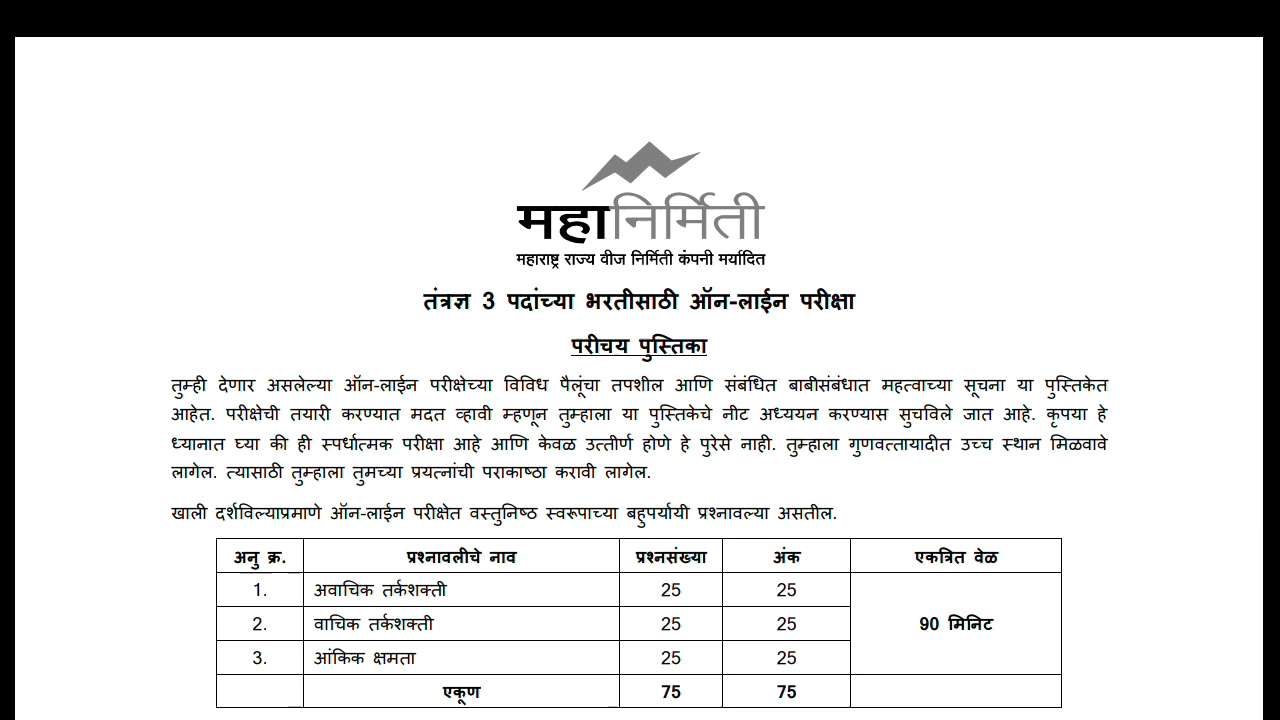 महानिर्मिती
महाराष्ट्र राज्य वीज निर्मिती कंपनी मर्यादित
तंत्रज्ञ 3 पदांच्या भरतीसाठी ऑन-लाईन परीक्षा
परीचय पुस्तिका
तुम्ही देणार असलेल्या ऑन-लाईन परीक्षेच्या विविध पैलूंचा तपशील आणि संबंधित बाबीसंबंधात महत्वाच्या सूचना या पुस्तिकेत
आहेत. परीक्षेची तयारी करण्यात मदत व्हावी म्हणून तुम्हाला या पुस्तिकेचे नीट अध्ययन करण्यास सुचविले जात आहे. कृपया हे
ध्यानात घ्या की ही स्पर्धात्मक परीक्षा आहे आणि केवळ उत्तीर्ण होणे हे पुरेसे नाही. तुम्हाला गुणवत्तायादीत उच्च स्थान मिळवावे
लागेल. त्यासाठी तुम्हाला तुमच्या प्रयत्नांची पराकाष्ठा करावी लागेल.
खाली दर्शविल्याप्रमाणे ऑन-लाईन परीक्षेत वस्तुनिष्ठ स्वरूपाच्या बहुपर्यायी प्रश्नावल्या असतील.
अनु क्र. प्रश्नावलीचे नाव प्रश्नसंख्या अंक एकत्रित वेळ
1. अवाचिक तर्कशक्ती 25 25
2. वाचिक तर्कशक्ती 25 25 90 मिनिट
3. आंकिक क्षमता 25 25
एकूण 75 75